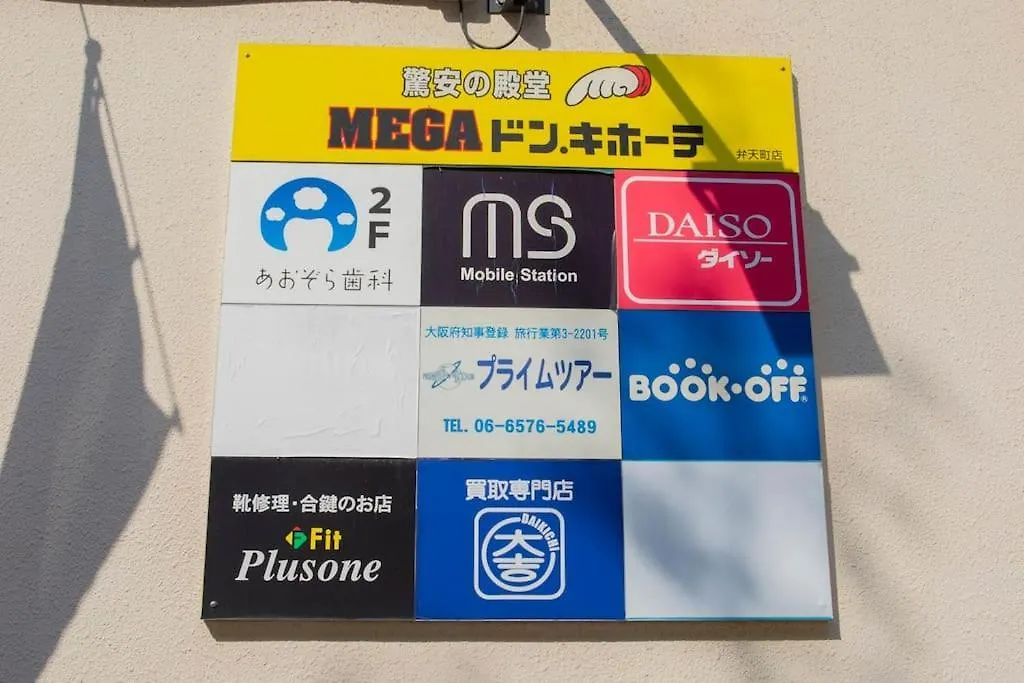 驚安の殿堂
MEGAドン.キホーテ
弁天町店
2F
あおぞら歯科
ms
Mobile Station
DAISO
ダイソー
大阪府知事登録 旅行業第3-2201号
プライムツアー
TEL. 06-6576-5489
BOOK・OFF®
靴修理・合鍵のお店
Fit
Plusone
買取専門店
DAIKICHI
大吉